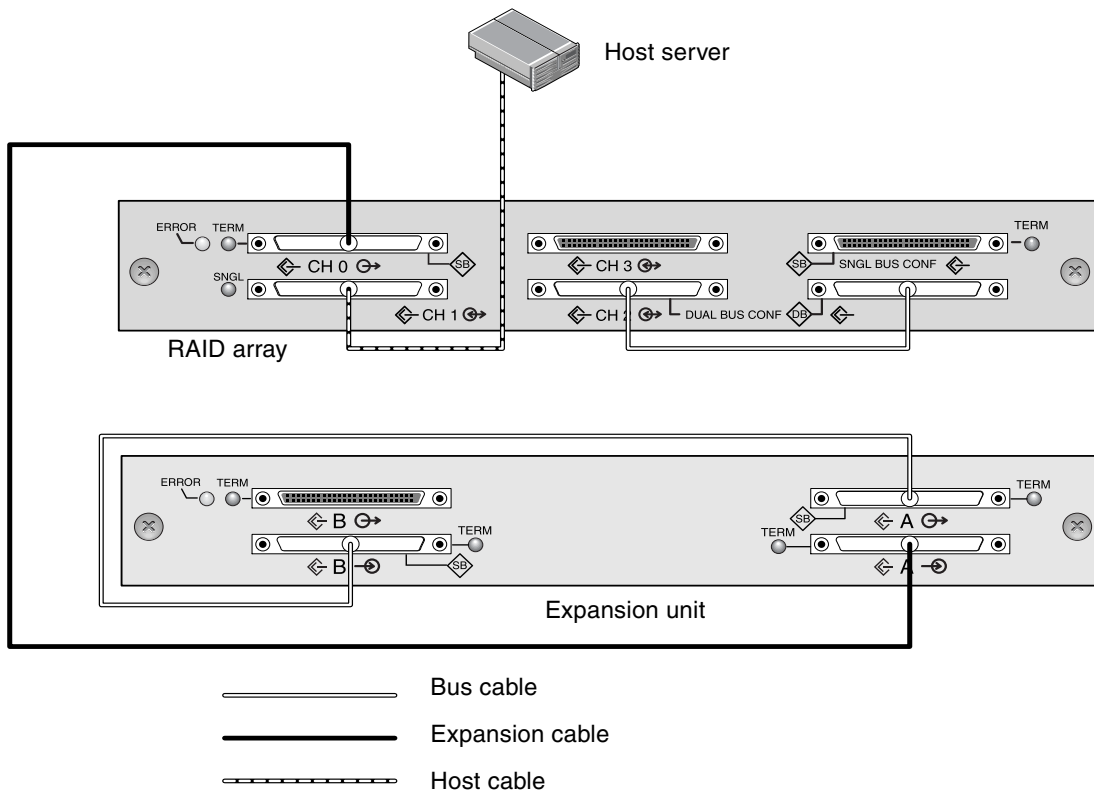 Host server
ERROR TERM
TERM
SB
CH 0
CH 3
SB
SNGL BUS CONF
SNGL
CH 1
CH 2
DUAL BUS CONF
DB
RAID array
ERROR TERM
TERM
B
SB
A
TERM
TERM
B
SB
A
Expansion unit
Bus cable
Expansion cable
Host cable